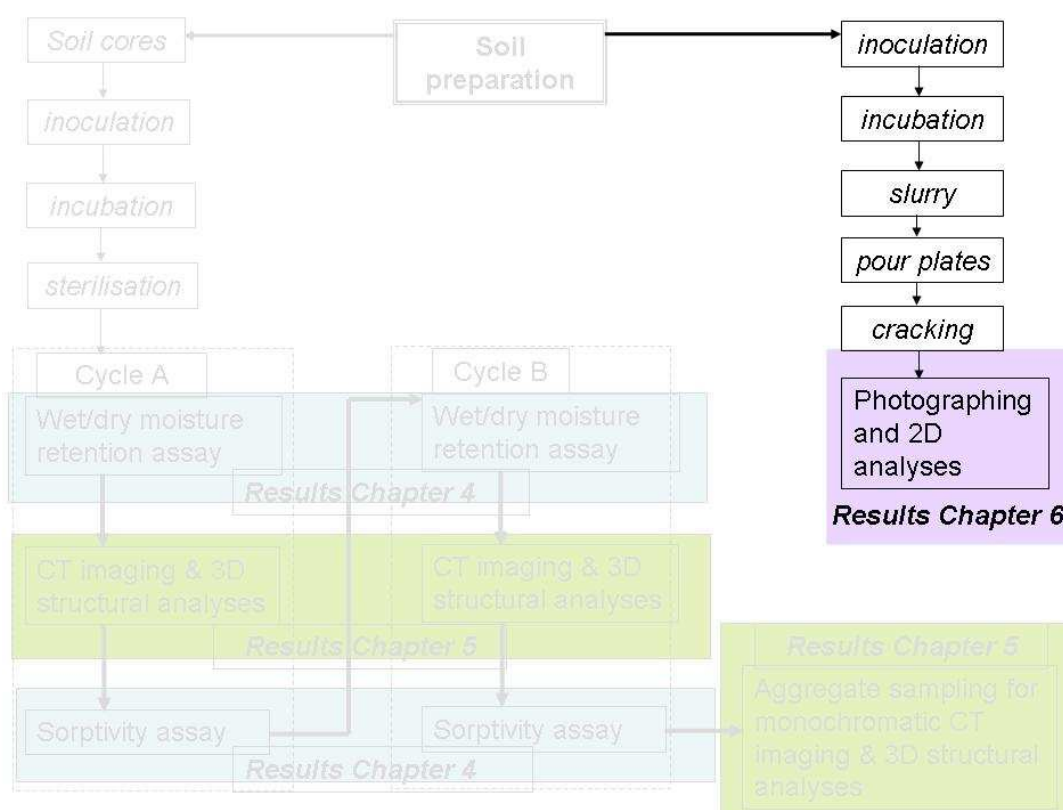 Soil cores
Soil
preparation
inoculation
inoculation
incubation
incubation
slurry
sterilisation
pour plates
cracking
Cycle A
Cycle B
Wet/dry moisture
retention assay
Wet/dry moisture
retention assay
Results Chapter 4
Photographing
and 2D
analyses
Results Chapter 6
CT imaging & 3D
structural analyses
CT imaging & 3D
structural analyses
Results Chapter 5
Sorptivity assay
Sorptivity assay
Results Chapter 4
Results Chapter 5
Aggregate sampling for
monochromatic CT
imaging & 3D structural
analyses